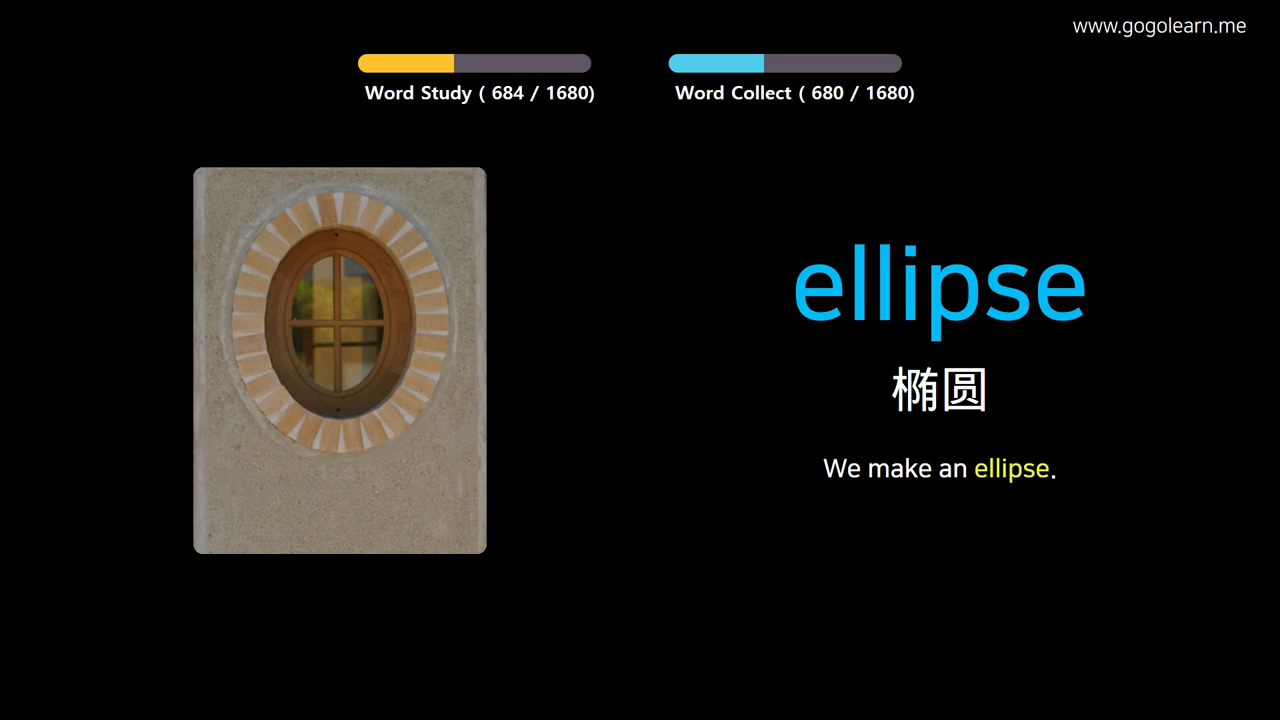 www.gogolearn.me
Word Study ( 684 / 1680)
Word Collect ( 680 / 1680)
ellipse
椭圆
We make an ellipse.